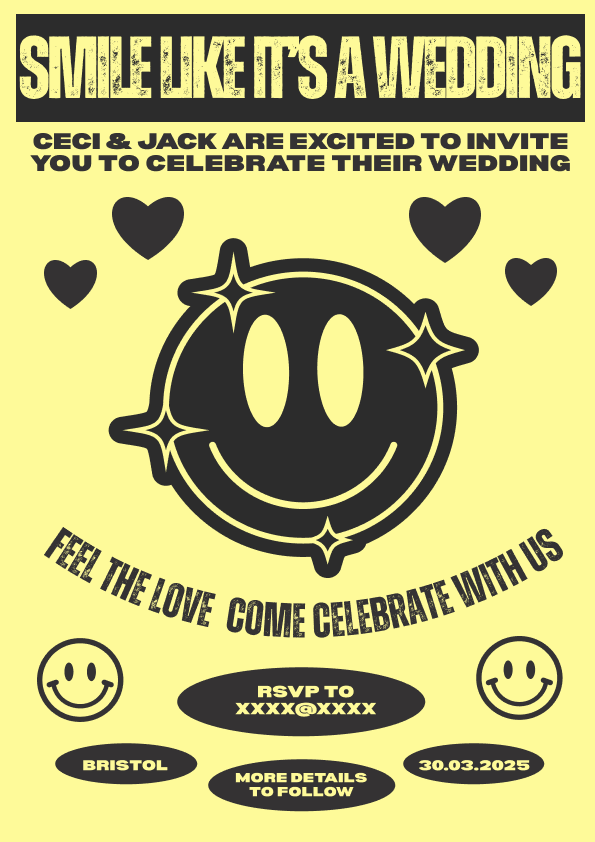 SMILE LIKE IT'S A WEDDING
CECI & JACK ARE EXCITED TO INVITE
YOU TO CELEBRATE THEIR WEDDING
FEEL THE LOVE COME CELEBRATE WITH US
RSVP TO
XXXX@XXXX
BRISTOL
MORE DETAILS
TO FOLLOW
30.03.2025